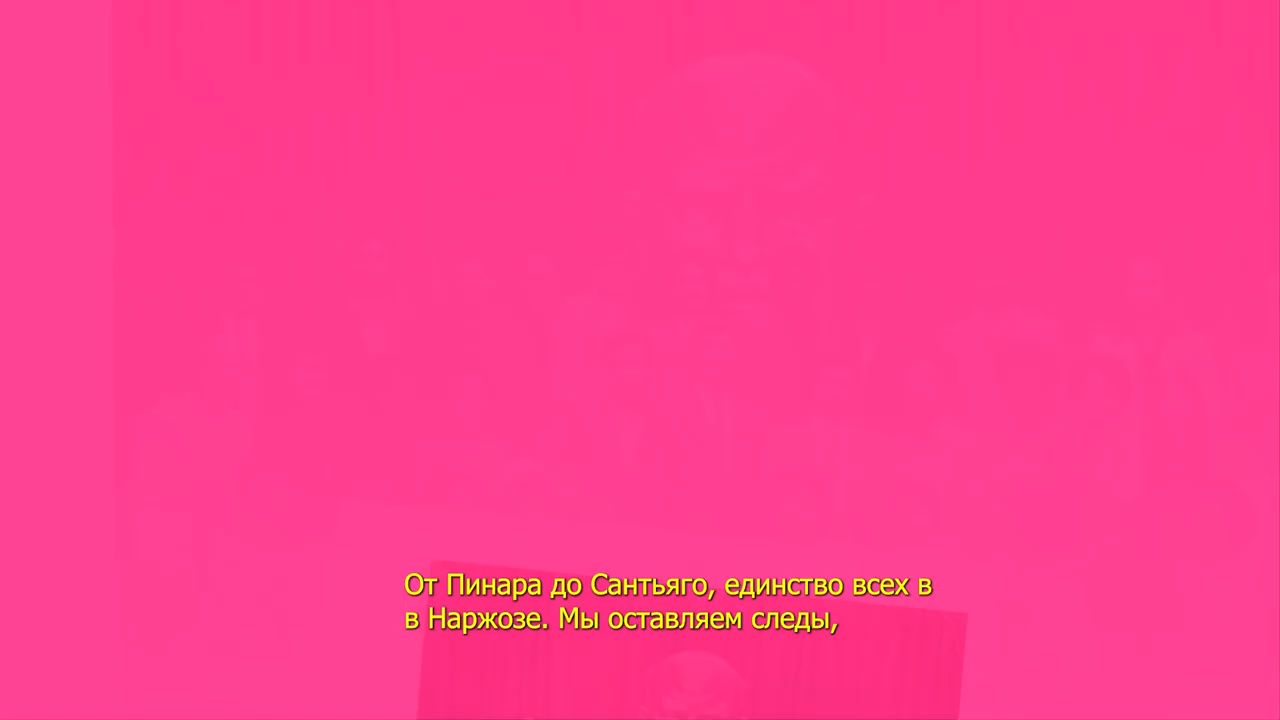 От Пинара до Сантьяго, единство всех в
в Наржозе. Мы оставляем следы,